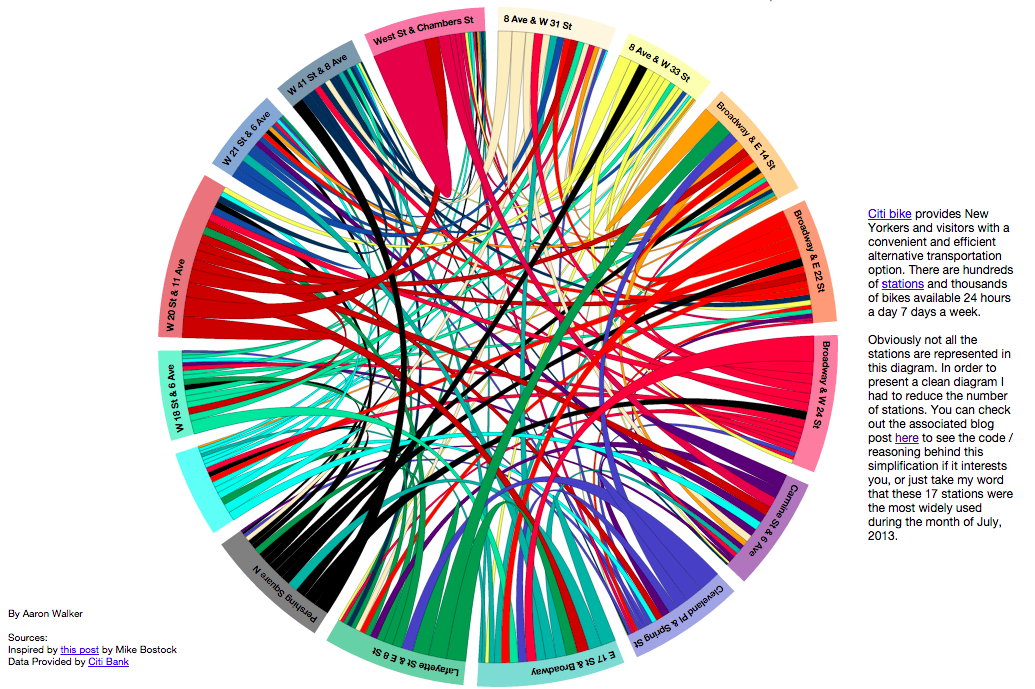 West St & Chambers St
8 Ave & W 31 St
8 Ave & W 33 St
Broadway & E 14 St
Broadway & E 22 St
Broadway & W 24 St
Carmine St & 6 Ave
Cleveland Pl & Spring St
E 17 St & Broadway
Lafayette St & E 8 St
Pershing Square N
W 18 St & 6 Ave
W 20 St & 11 Ave
W 21 St & 6 Ave
W 41 St & 8 Ave
Citi bike provides New
Yorkers and visitors with a
convenient and efficient
alternative transportation
option. There are hundreds
of stations and thousands
of bikes available 24 hours
a day 7 days a week.
Obviously not all the
stations are represented in
this diagram. In order to
present a clean diagram I
had to reduce the number
of stations. You can check
out the associated blog
post here to see the code /
reasoning behind this
simplification if it interests
you, or just take my word
that these 17 stations were
the most widely used
during the month of July,
2013.
By Aaron Walker
Sources:
Inspired by this post by Mike Bostock
Data Provided by Citi Bank